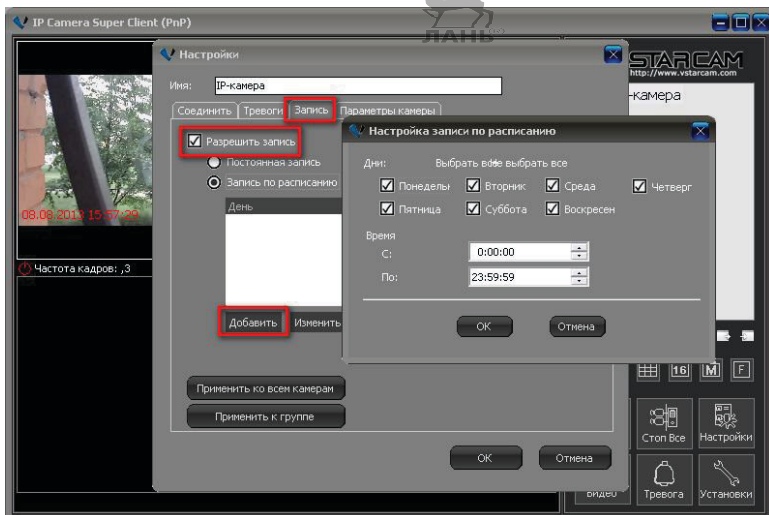 IP Camera Super Client (PnP)
ЛАНЬ
STARCAM
http://www.vstarcam.com
-камера
08.08.2013 15:57:29
Частота кадров: ,3
Настройки
Имя: IP-камера
Соединить Тревоги Запись Параметры камеры
Разрешить запись
Постоянная запись
Запись по расписанию
День
Добавить Изменить
Применить ко всем камерам
Применить к группе
ОК Отмена
Настройка записи по расписанию
Дни: Выбрать все выбрать все
Понедельн Вторник Среда Четверг
Пятница Суббота Воскресен
Время
С: 0:00:00
По: 23:59:59
ОК Отмена
16 M F
Стоп Все Настройки
Видео Тревога Установки